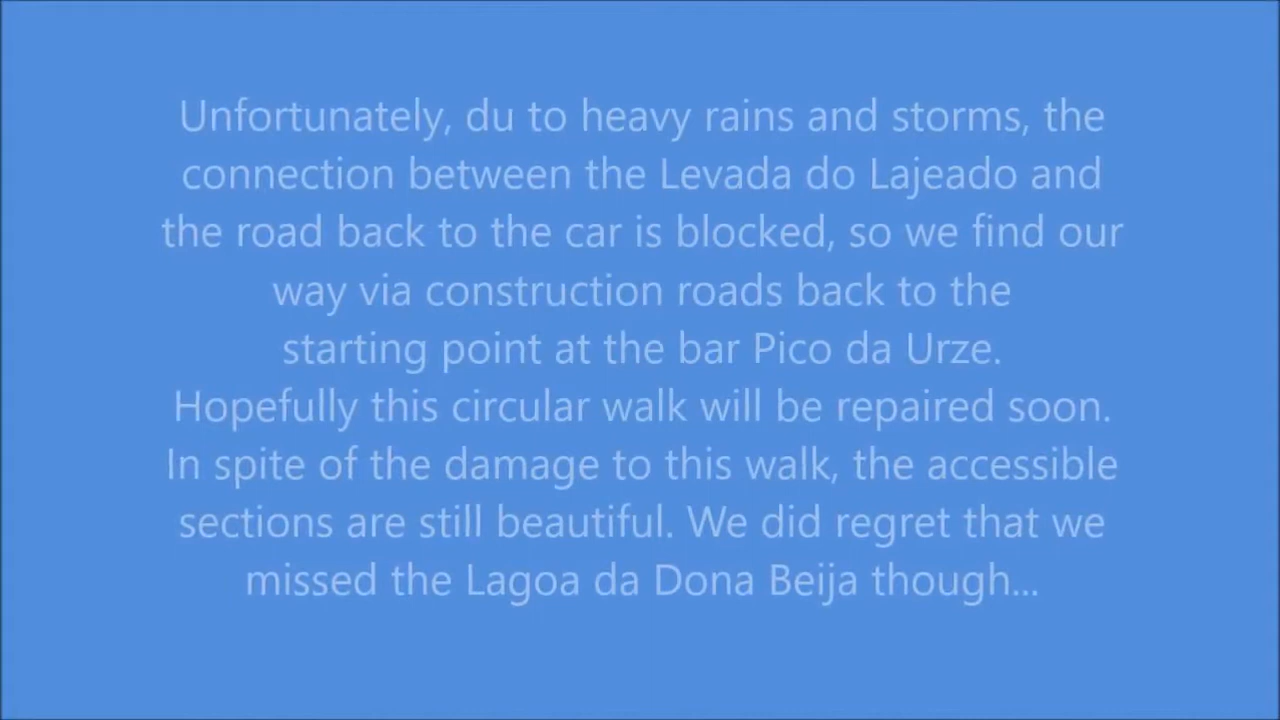 Unfortunately, du to heavy rains and storms, the
connection between the Levada do Lajeado and
the road back to the car is blocked, so we find our
way via construction roads back to the
starting point at the bar Pico da Urze.
Hopefully this circular walk will be repaired soon.
In spite of the damage to this walk, the accessible
sections are still beautiful. We did regret that we
missed the Lagoa da Dona Beija though...